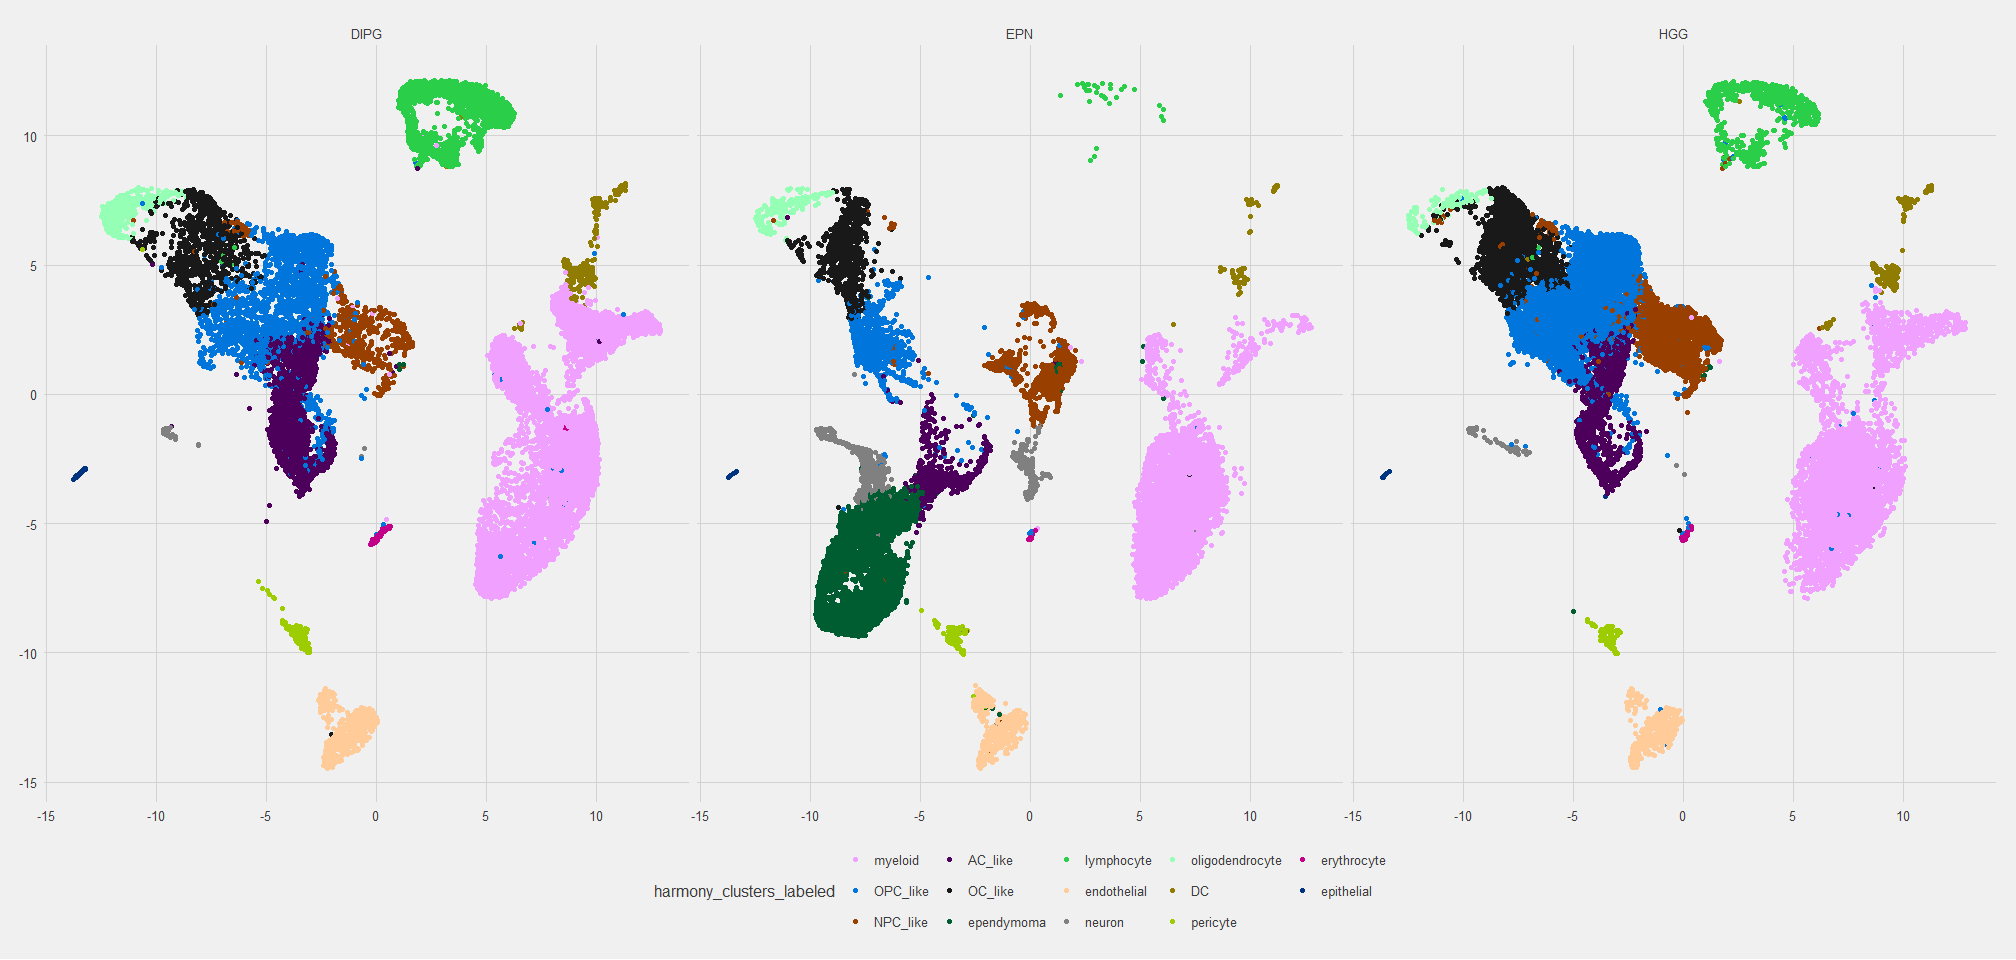 DIPG EPN HGG
10
5
0
-5
-10
-15
-15 -10 -5 0 5 10 -15 -10 -5 0 5 10 -15 -10 -5 0 5 10
harmony_clusters_labeled
myeloid AC_like lymphocyte oligodendrocyte erythrocyte
OPC_like OC_like endothelial DC epithelial
NPC_like ependymoma neuron pericyte